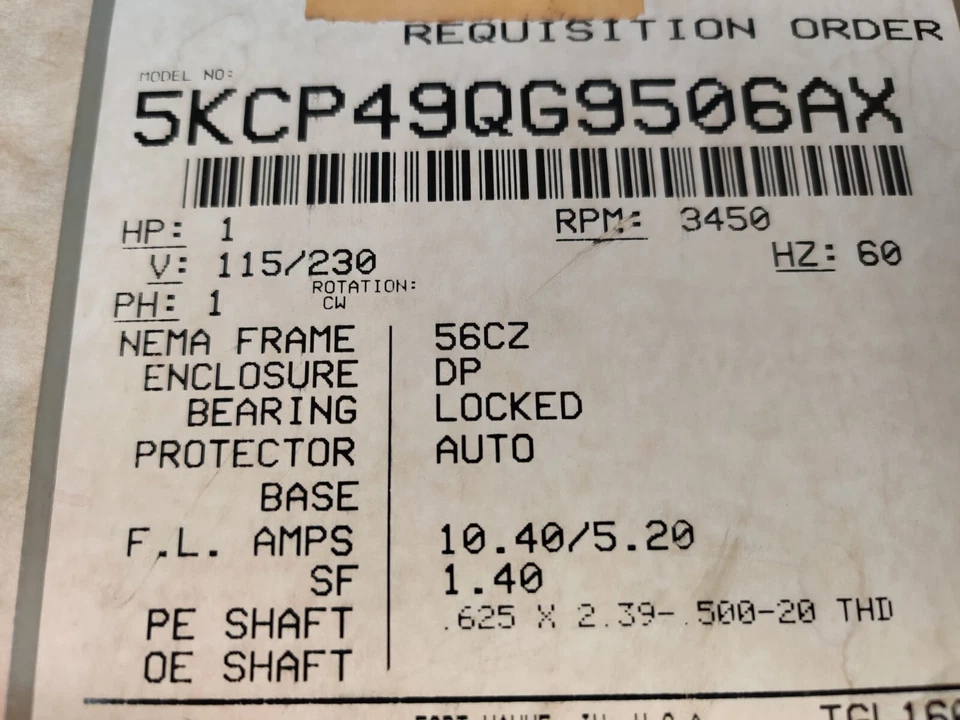 REQUISITION ORDER
MODEL NO:
5KCP49QG9506AX
HP: 1 RPM: 3450
V: 115/230 HZ: 60
ROTATION:
PH: 1 CW
NEMA FRAME 56CZ
ENCLOSURE DP
BEARING LOCKED
PROTECTOR AUTO
BASE
F.L. AMPS 10.40/5.20
SF 1.40
PE SHAFT .625 X 2.39-.500-20 THD
OE SHAFT